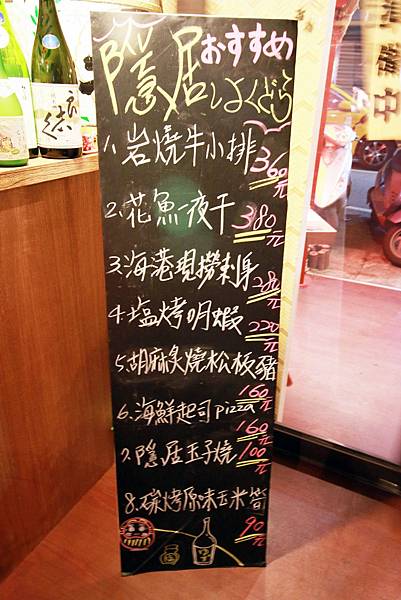 おすすめ
隱居しょくどう
1.岩燒牛小排
360元
2.花魚一夜干
380元
3.海港現撈刺身
280元
4.塩烤明蝦
220元
5.胡麻炙燒松板豬
160元
6.海鮮起司pizza
160元
7.隱居玉子燒
100元
8.碳烤原味玉米筍
90元